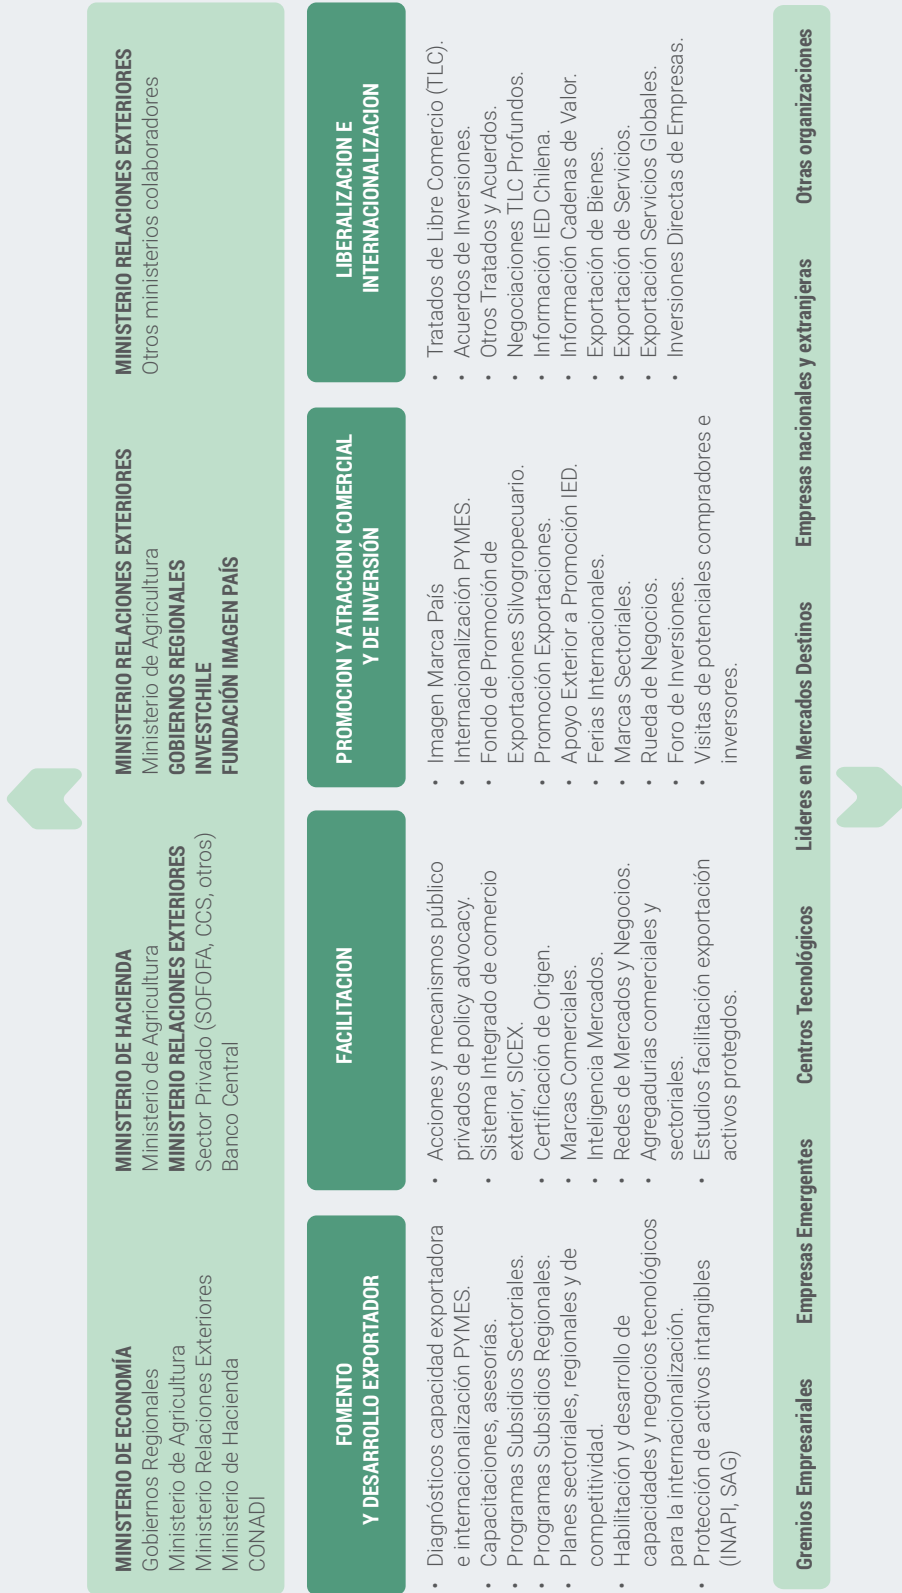 MINISTERIO DE ECONOMÍA
Gobiernos Regionales
Ministerio de Agricultura
Ministerio Relaciones Exteriores
Ministerio de Hacienda
CONADI
MINISTERIO DE HACIENDA
Ministerio de Agricultura
MINISTERIO RELACIONES EXTERIORES
Sector Privado (SOFOFA, CCS, otros)
Banco Central
MINISTERIO RELACIONES EXTERIORES
Ministerio de Agricultura
GOBIERNOS REGIONALES
INVESTCHILE
FUNDACIÓN IMAGEN PAÍS
MINISTERIO RELACIONES EXTERIORES
Otros ministerios colaboradores
FOMENTO
Y DESARROLLO EXPORTADOR
• Diagnósticos capacidad exportadora
e internacionalización PYMES.
• Capacitaciones, asesorías.
• Programas Subsidios Sectoriales.
• Programas Subsidios Regionales.
• Planes sectoriales, regionales y de
competitividad.
• Habilitación y desarrollo de
capacidades y negocios tecnológicos
para la internacionalización.
• Protección de activos intangibles
(INAPI, SAG)
FACILITACION
• Acciones y mecanismos público
privados de policy advocacy.
• Sistema Integrado de comercio
exterior, SICEX.
• Certificación de Origen.
• Marcas Comerciales.
• Inteligencia Mercados.
• Redes de Mercados y Negocios.
• Agregadurias comerciales y
sectoriales.
• Estudios facilitación exportación
activos protegdos.
PROMOCION Y ATRACCION COMERCIAL
Y DE INVERSIÓN
• Imagen Marca País
• Internacionalización PYMES.
• Fondo de Promoción de
Exportaciones Silvogropecuario.
• Promoción Exportaciones.
• Apoyo Exterior a Promoción IED.
• Ferias Internacionales.
• Marcas Sectoriales.
• Rueda de Negocios.
• Foro de Inversiones.
• Visitas de potenciales compradores e
inversores.
LIBERALIZACION E
INTERNACIONALIZACION
• Tratados de Libre Comercio (TLC).
• Acuerdos de Inversiones.
• Otros Tratados y Acuerdos.
• Negociaciones TLC Profundos.
• Información IED Chilena.
• Información Cadenas de Valor.
• Exportación de Bienes.
• Exportación de Servicios.
• Exportación Servicios Globales.
• Inversiones Directas de Empresas.
Gremios Empresariales Empresas Emergentes Centros Tecnológicos Lideres en Mercados Destinos Empresas nacionales y extranjeras Otras organizaciones